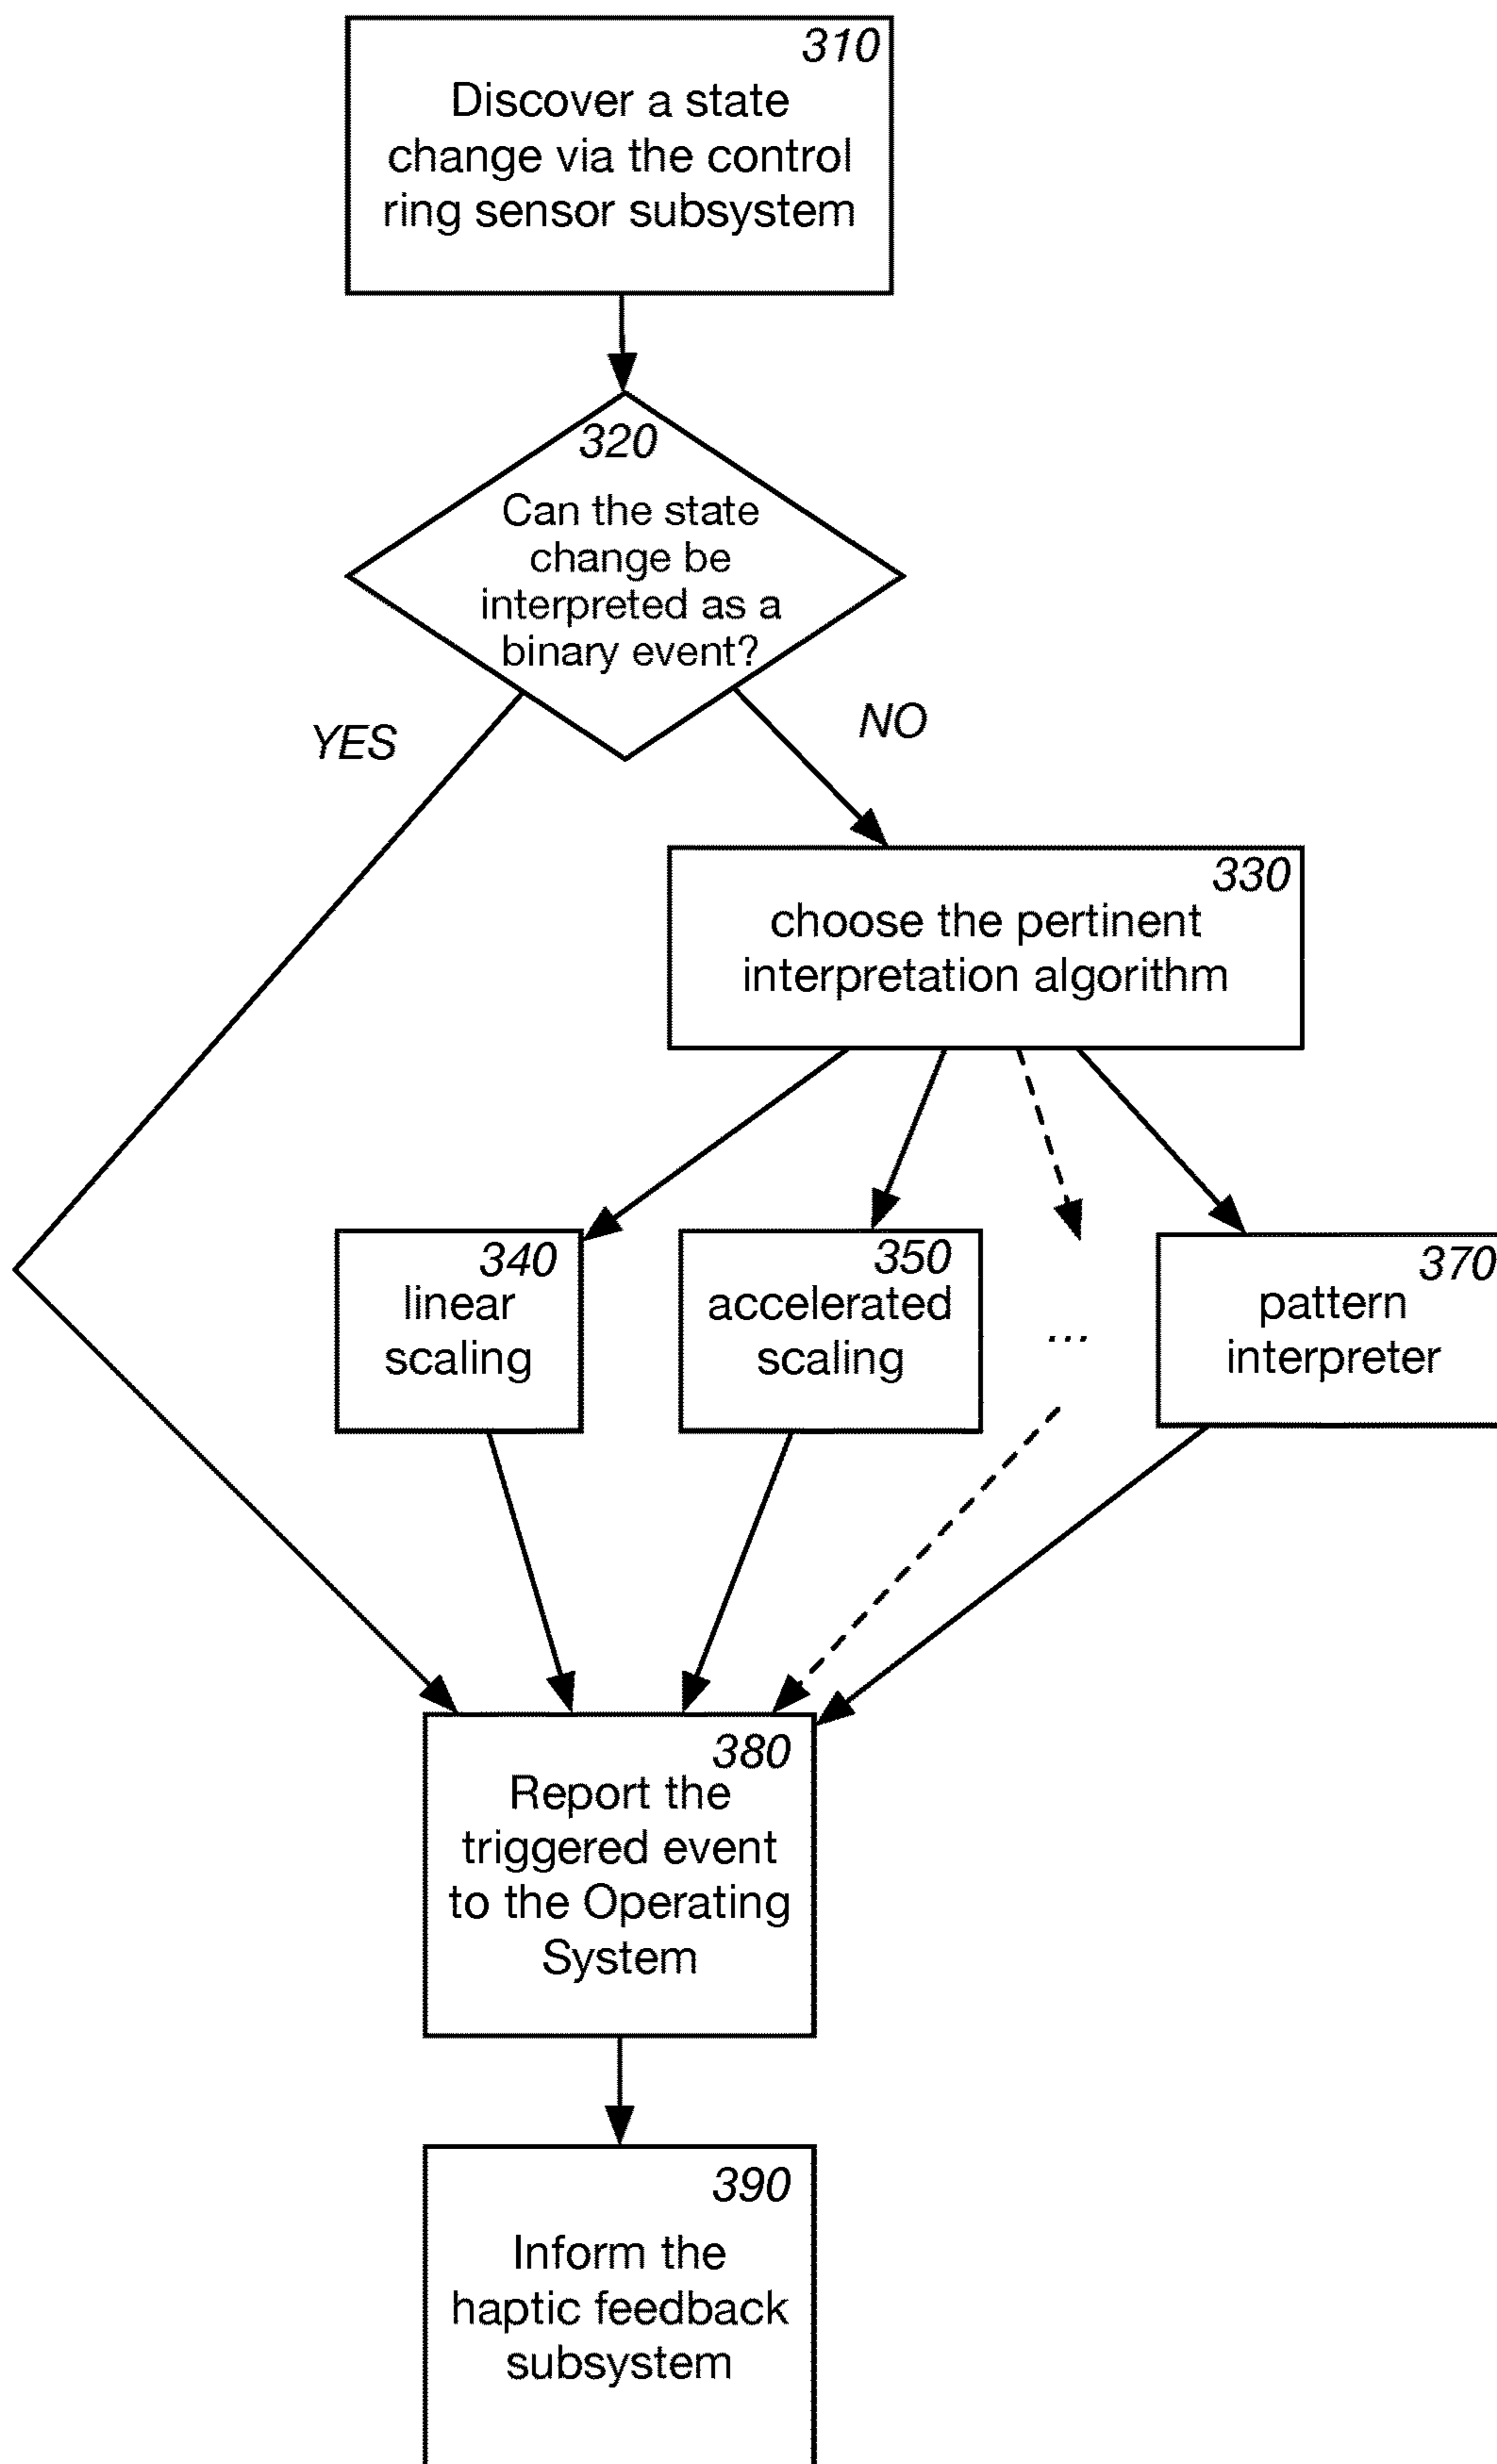 310
Discover a state
change via the control
ring sensor subsystem
320
Can the state
change be
interpreted as a
binary event?
YES
NO
330
choose the pertinent
interpretation algorithm
340
linear
scaling
350
accelerated
scaling
...
370
pattern
interpreter
380
Report the
triggered event
to the Operating
System
390
Inform the
haptic feedback
subsystem